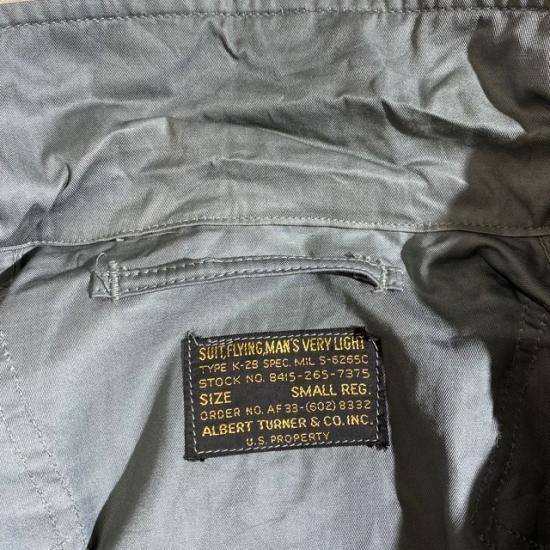 SUIT, FLYING, MAN'S VERY LIGHT
TYPE K-2B SPEC. MIL S-6265C
STOCK NO. 8415-265-7375
SIZE SMALL REG.
ORDER NO. AF 33-(602) 8332
ALBERT TURNER & CO. INC.
U.S. PROPERTY